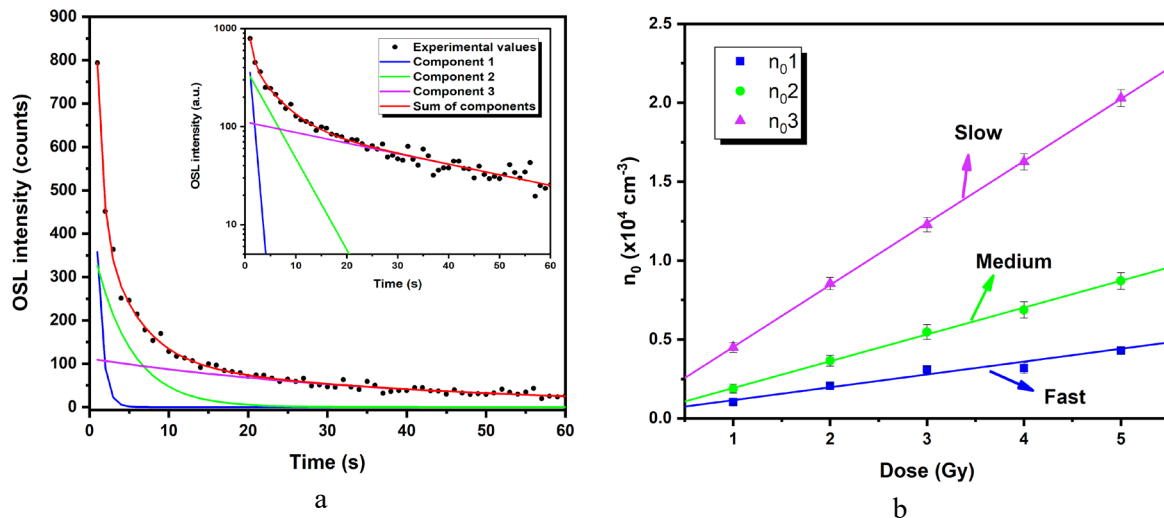 900
800
700
600
500
400
300
200
100
0
OSL intensity (counts)
0 10 20 30 40 50 60
Time (s)
1000
100
10
OSL intensity (a.u.)
0 10 20 30 40 50 60
Time (s)
Experimental values
Component 1
Component 2
Component 3
Sum of components
a
2.5
2.0
1.5
1.0
0.5
0.0
n₀ (x10⁴ cm⁻³)
n₀1
n₀2
n₀3
Slow
Medium
Fast
1 2 3 4 5
Dose (Gy)
b